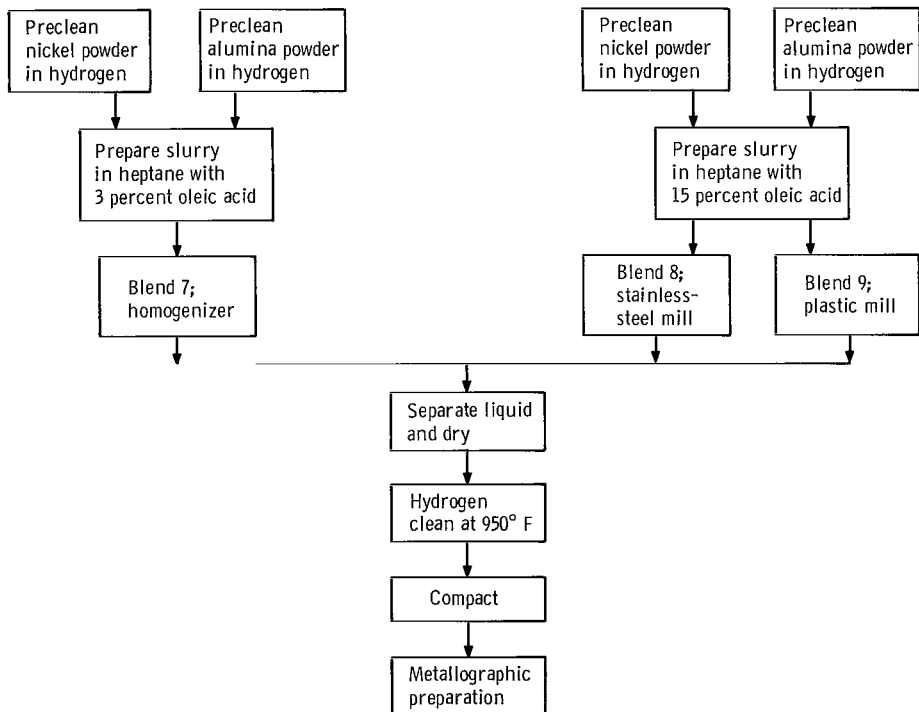 Preclean
nickel powder
in hydrogen
Preclean
alumina powder
in hydrogen
Preclean
nickel powder
in hydrogen
Preclean
alumina powder
in hydrogen
Prepare slurry
in heptane with
3 percent oleic acid
Prepare slurry
in heptane with
15 percent oleic acid
Blend 7;
homogenizer
Blend 8;
stainless-
steel mill
Blend 9;
plastic mill
Separate liquid
and dry
Hydrogen
clean at 950° F
Compact
Metallographic
preparation